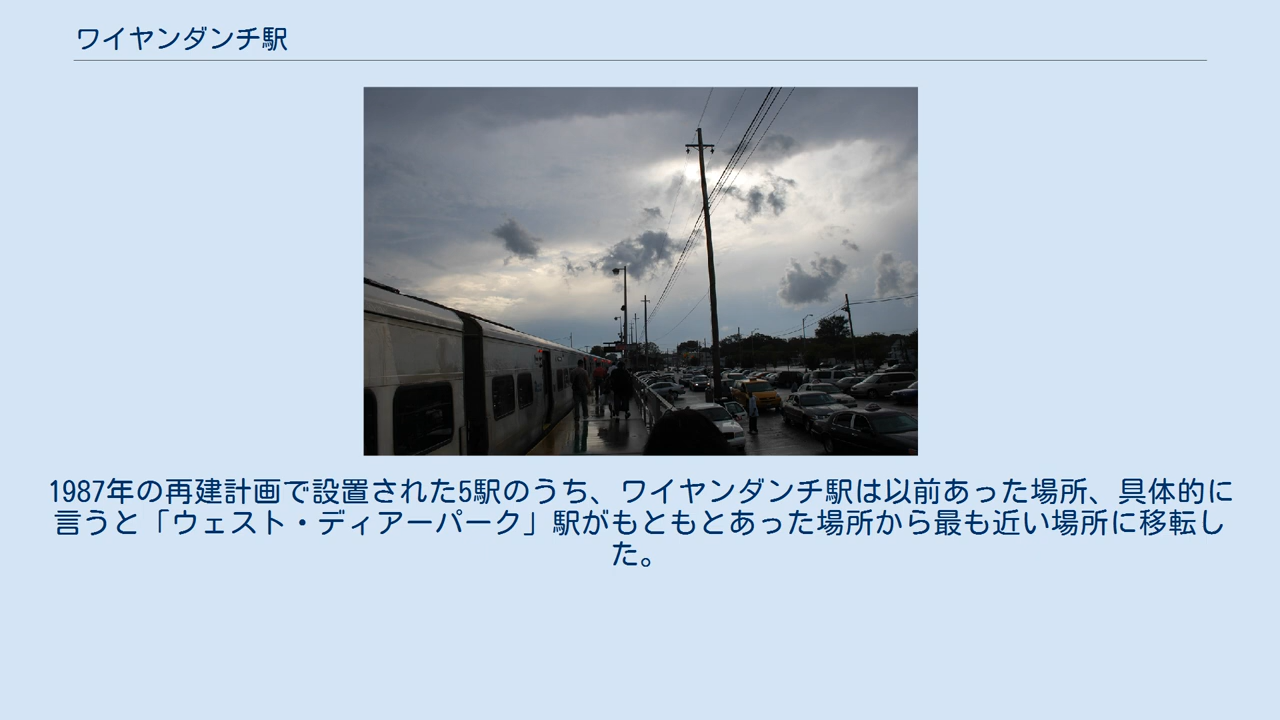 ワイヤンダンチ駅
1987年の再建計画で設置された5駅のうち、ワイヤンダンチ駅は以前あった場所、具体的に
言うと「ウェスト・ディアーパーク」駅がもともとあった場所から最も近い場所に移転し
た。